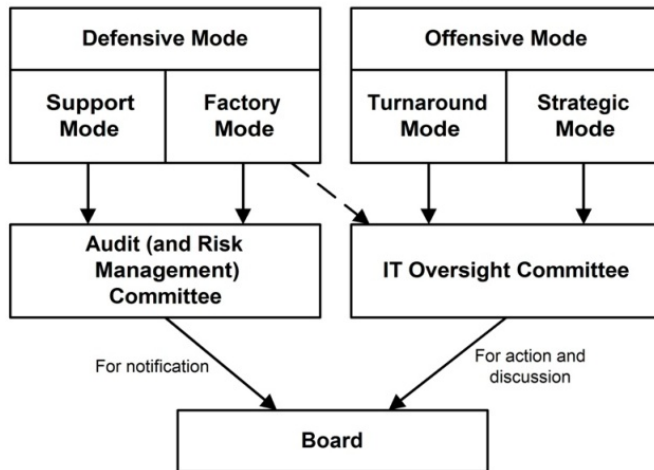 Defensive Mode
Offensive Mode
Support
Mode
Factory
Mode
Turnaround
Mode
Strategic
Mode
Audit (and Risk
Management)
Committee
IT Oversight Committee
For notification
For action and
discussion
Board